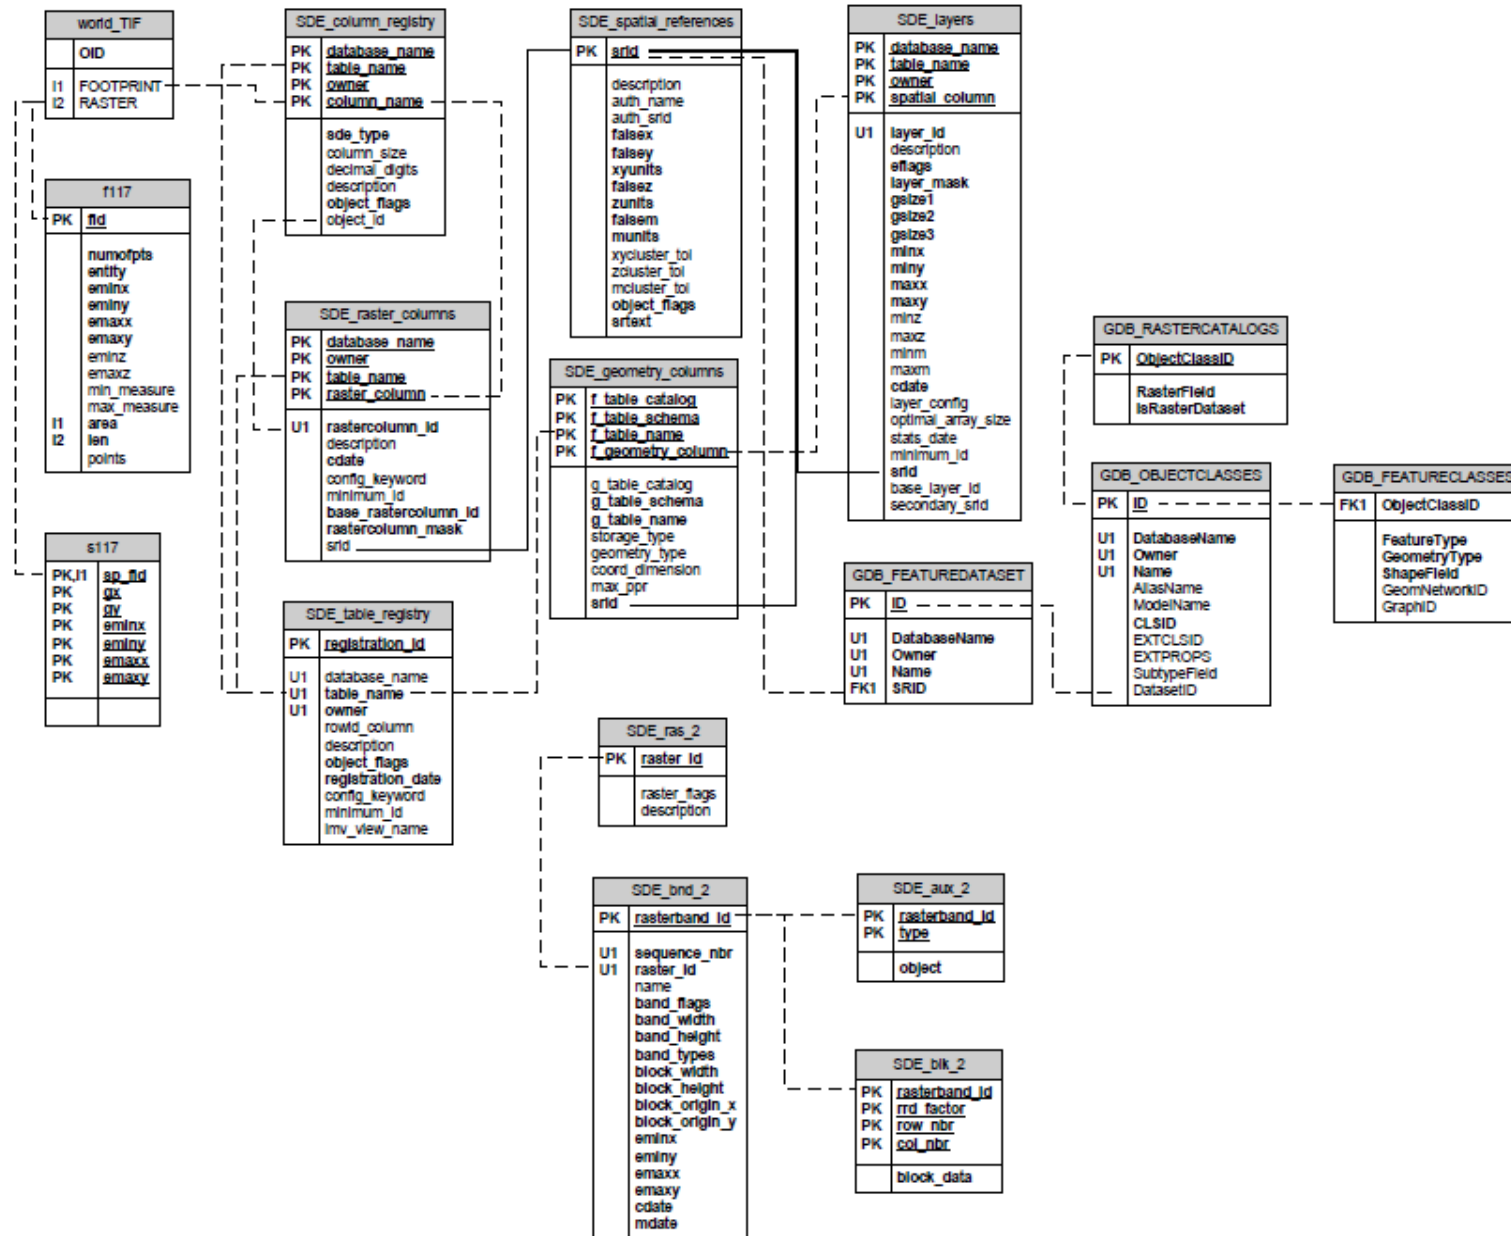 world_TIF
OID
I1 FOOTPRINT
I2 RASTER
f117
PK fid
numofpts
entity
eminx
eminy
emaxx
emaxy
eminz
emaxz
min_measure
max_measure
I1 area
I2 len
points
s117
PK,I1 sp_fid
PK gx
PK gy
PK eminx
PK eminy
PK emaxx
PK emaxy
SDE_column_registry
PK database_name
PK table_name
PK owner
PK column_name
sde_type
column_size
decimal_digits
description
object_flags
object_id
SDE_raster_columns
PK database_name
PK owner
PK table_name
PK raster_column
U1 rastercolumn_id
description
cdate
config_keyword
minimum_id
base_rastercolumn_id
rastercolumn_mask
srid
SDE_table_registry
PK registration_id
U1 database_name
U1 table_name
U1 owner
rowid_column
description
object_flags
registration_date
config_keyword
minimum_id
imv_view_name
SDE_spatial_references
PK srid
description
auth_name
auth_srid
falsex
falsey
xyunits
falsez
zunits
falsem
munits
xycluster_tol
zcluster_tol
mcluster_tol
object_flags
srtext
SDE_geometry_columns
PK f_table_catalog
PK f_table_schema
PK f_table_name
PK f_geometry_column
g_table_catalog
g_table_schema
g_table_name
storage_type
geometry_type
coord_dimension
max_ppr
srid
SDE_layers
PK database_name
PK table_name
PK owner
PK spatial_column
U1 layer_id
description
eflags
layer_mask
gsize1
gsize2
gsize3
minx
miny
maxx
maxy
minz
maxz
minm
maxm
cdate
layer_config
optimal_array_size
stats_date
minimum_id
srid
base_layer_id
secondary_srid
GDB_FEATUREDATASET
PK ID
U1 DatabaseName
U1 Owner
U1 Name
FK1 SRID
GDB_RASTERCATALOGS
PK ObjectClassID
RasterField
IsRasterDataset
GDB_OBJECTCLASSES
PK ID
U1 DatabaseName
U1 Owner
U1 Name
AliasName
ModelName
CLSID
EXTCLSID
EXTPROPS
SubtypeField
DatasetID
GDB_FEATURECLASSES
FK1 ObjectClassID
FeatureType
GeometryType
ShapeField
GeomNetworkID
GraphID
SDE_ras_2
PK raster_id
raster_flags
description
SDE_bnd_2
PK rasterband_id
U1 sequence_nbr
U1 raster_id
name
band_flags
band_width
band_height
band_types
block_width
block_height
block_origin_x
block_origin_y
eminx
eminy
emaxx
emaxy
cdate
mdate
SDE_aux_2
PK rasterband_id
PK type
object
SDE_blk_2
PK rasterband_id
PK rrd_factor
PK row_nbr
PK col_nbr
block_data